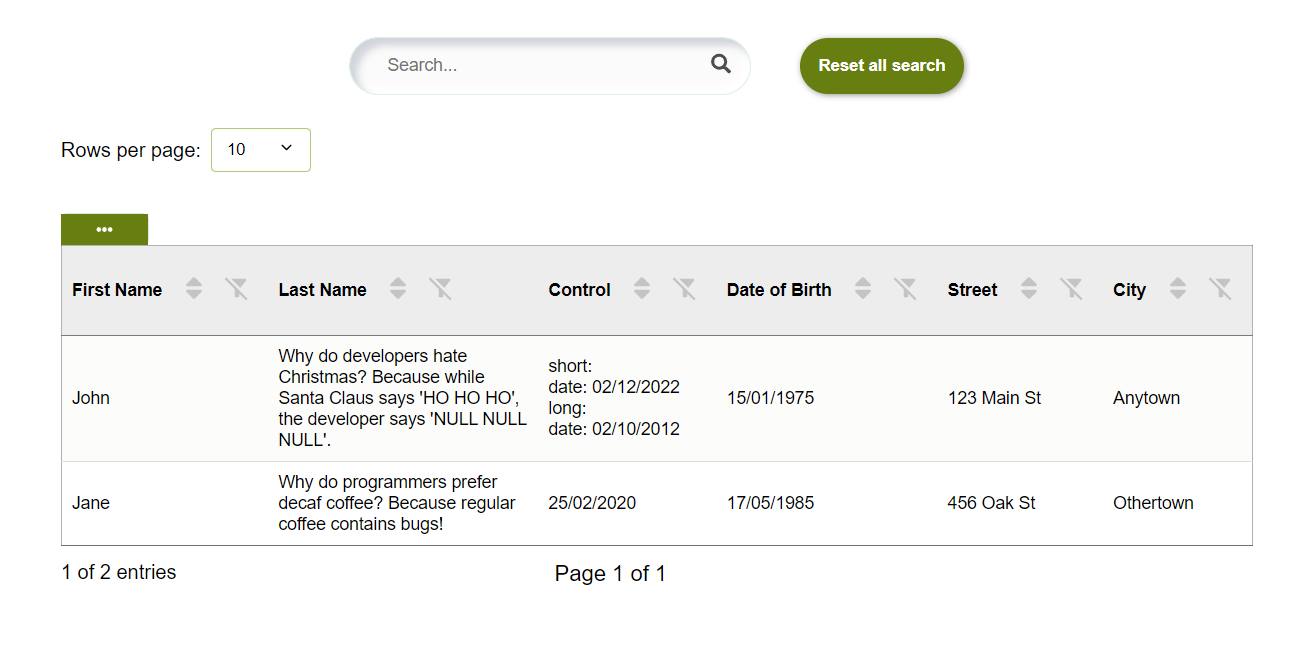 Search...
Reset all search
Rows per page: 10
First Name Last Name Control Date of Birth Street City
John
Why do developers hate
Christmas? Because while
Santa Claus says 'HO HO HO',
the developer says 'NULL NULL
NULL'.
short:
date: 02/12/2022
long:
date: 02/10/2012
15/01/1975
123 Main St
Anytown
Jane
Why do programmers prefer
decaf coffee? Because regular
coffee contains bugs!
25/02/2020
17/05/1985
456 Oak St
Othertown
1 of 2 entries
Page 1 of 1